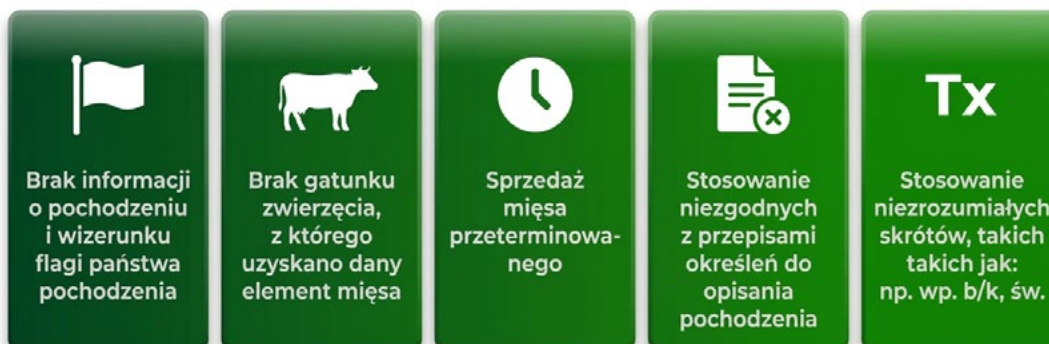 Brak informacji
o pochodzeniu
i wizerunku
flagi państwa
pochodzenia
Brak gatunku
zwierzęcia,
z którego
uzyskano dany
element mięsa
Sprzedaż
mięsa
przeterminowa-
nego
Stosowanie
niezgodnych
z przepisami
określeń do
opisania
pochodzenia
Tx
Stosowanie
niezrozumiałych
skrótów, takich
takich jak:
np. wp. b/k, św.